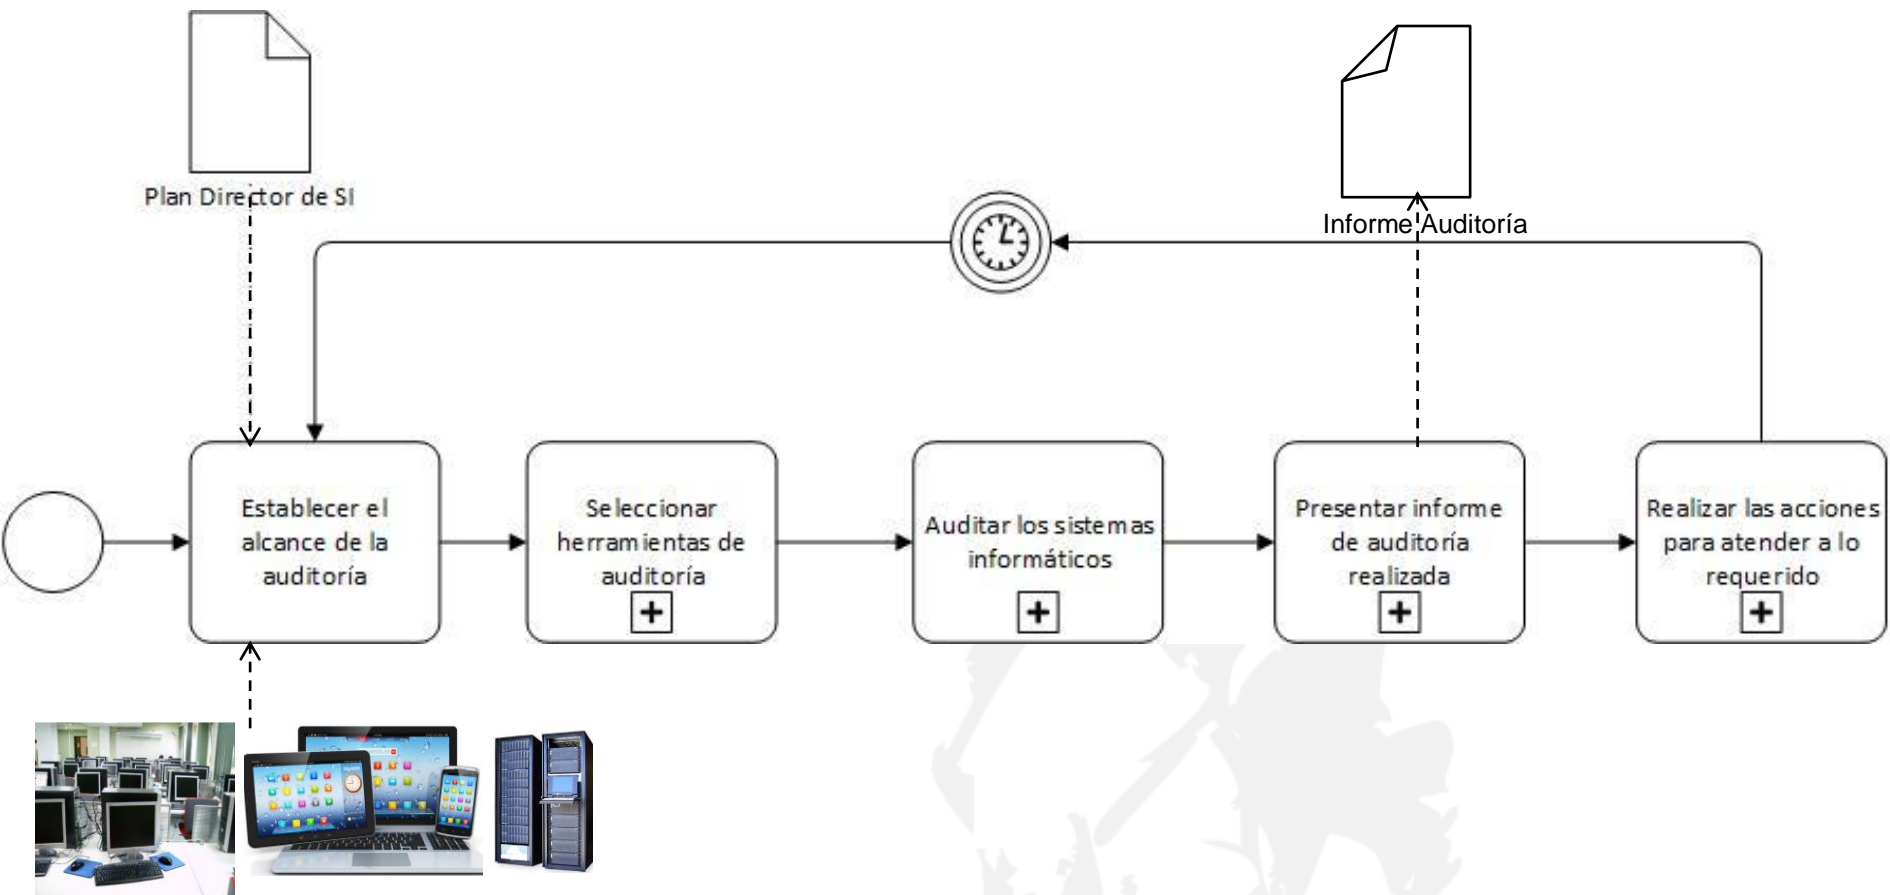 Plan Director de SI
Informe Auditoría
Establecer el
alcance de la
auditoría
Seleccionar
herramientas de
auditoría
Auditar los sistemas
informáticos
Presentar informe
de auditoría
realizada
Realizar las acciones
para atender a lo
requerido